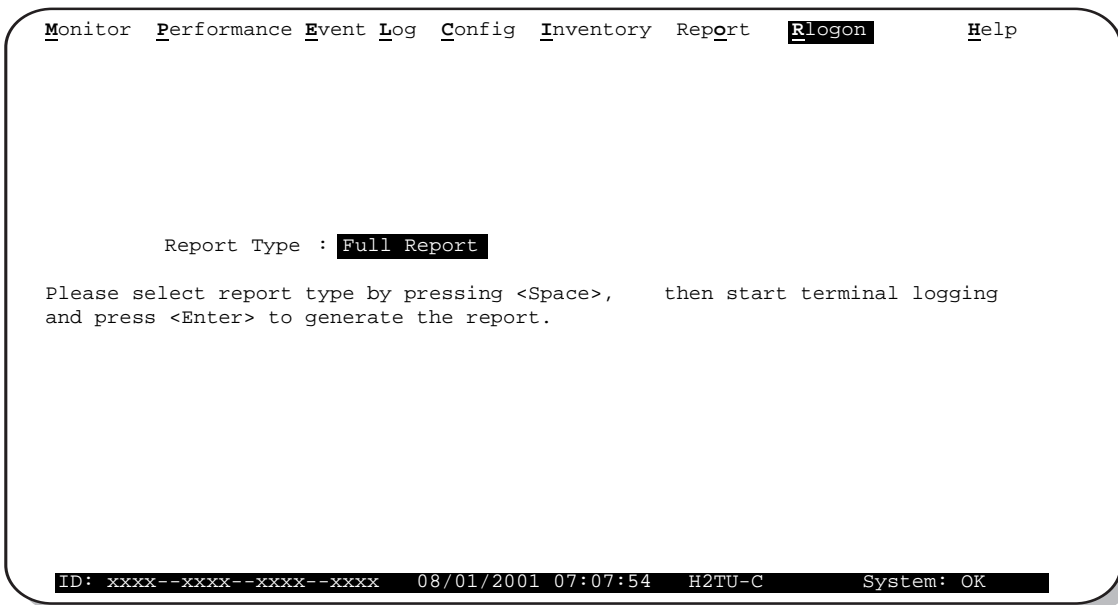 Monitor Performance Event Log Config Inventory Report Rlogon Help
Report Type : Full Report
Please select report type by pressing <Space>, then start terminal logging
and press <Enter> to generate the report.
ID: xxxx--xxxx--xxxx--xxxx 08/01/2001 07:07:54 H2TU-C System: OK